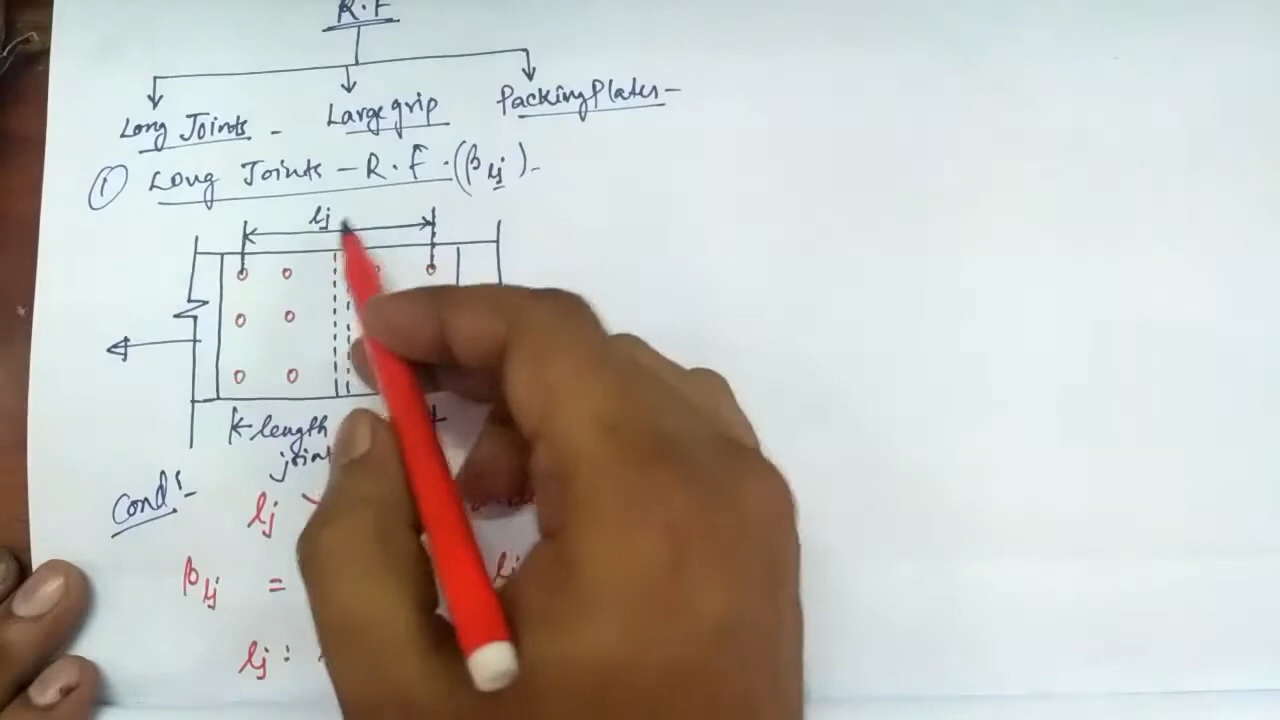 R.F
Long Joints - Large grip Packing Plates -
① Long Joints - R.F. (βlj) -
lj
length
joint
Cond:-
lj
βlj =
lj :